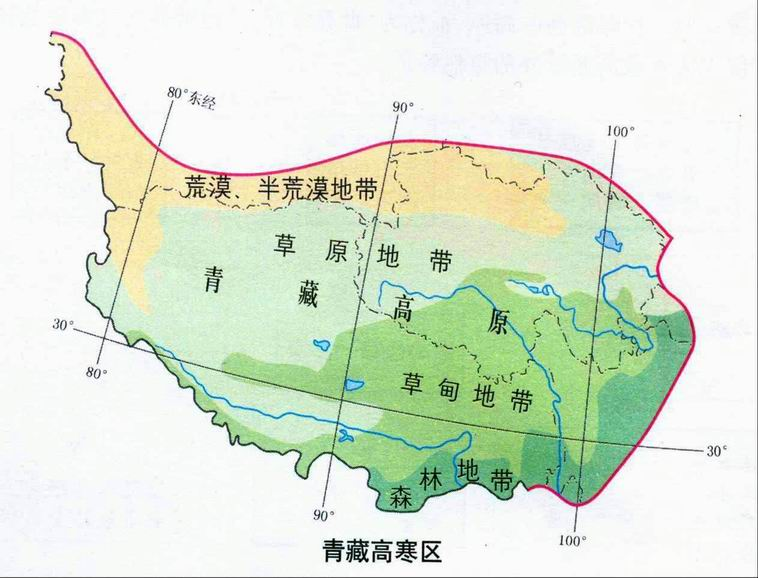 80°东经
90°
100°
荒漠、半荒漠地带
草原地带
青藏高原
30°
80°
草甸地带
30°
森林地带
90°
100°
青藏高寒区